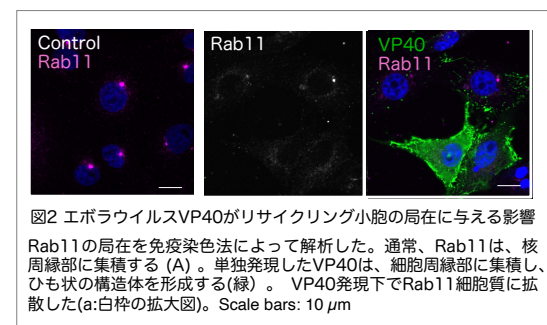 Control
Rab11
Rab11
VP40
Rab11
図2 エボラウイルスVP40がリサイクリング小胞の局在に与える影響
Rab11の局在を免疫染色法によって解析した。通常、Rab11は、核
周縁部に集積する (A) 。単独発現したVP40は、細胞周縁部に集積し、
ひも状の構造体を形成する(緑) 。 VP40発現下でRab11細胞質に拡
散した(a:白枠の拡大図)。Scale bars: 10 μm